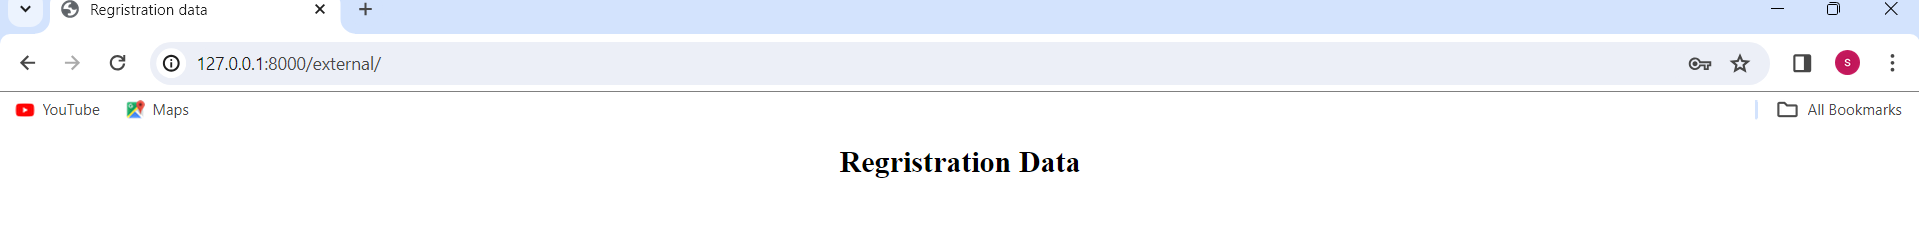 Regristration data
127.0.0.1:8000/external/
S
YouTube Maps All Bookmarks
Regristration Data